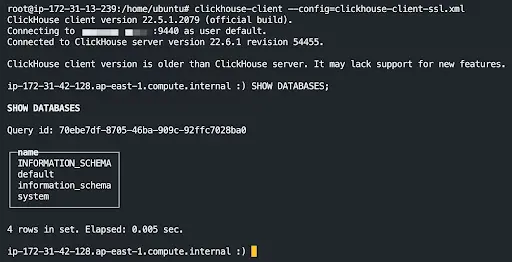 root@ip-172-31-13-239:/home/ubuntu# clickhouse-client --config=clickhouse-client-ssl.xml
ClickHouse client version 22.5.1.2079 (official build).
Connecting to :9440 as user default.
Connected to ClickHouse server version 22.6.1 revision 54455.
ClickHouse client version is older than ClickHouse server. It may lack support for new features.
ip-172-31-42-128.ap-east-1.compute.internal :) SHOW DATABASES;
SHOW DATABASES
Query id: 70ebe7df-8705-46ba-909c-92ffc7028ba0
name
INFORMATION_SCHEMA
default
information_schema
system
4 rows in set. Elapsed: 0.005 sec.
ip-172-31-42-128.ap-east-1.compute.internal :)